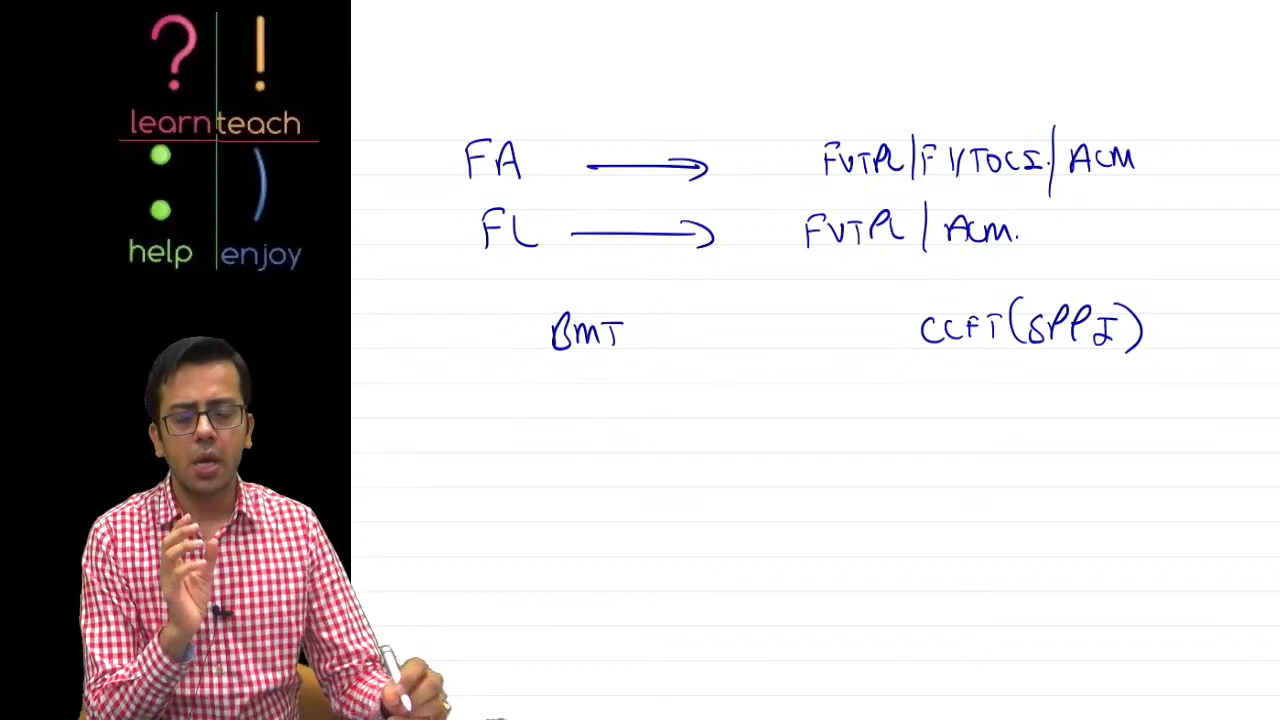 ? !
learn teach
: )
help enjoy
FA → FVTPL/FVTOCI/ACM
FL → FVTPL/ACM.
BMT CCFT(SPPI)